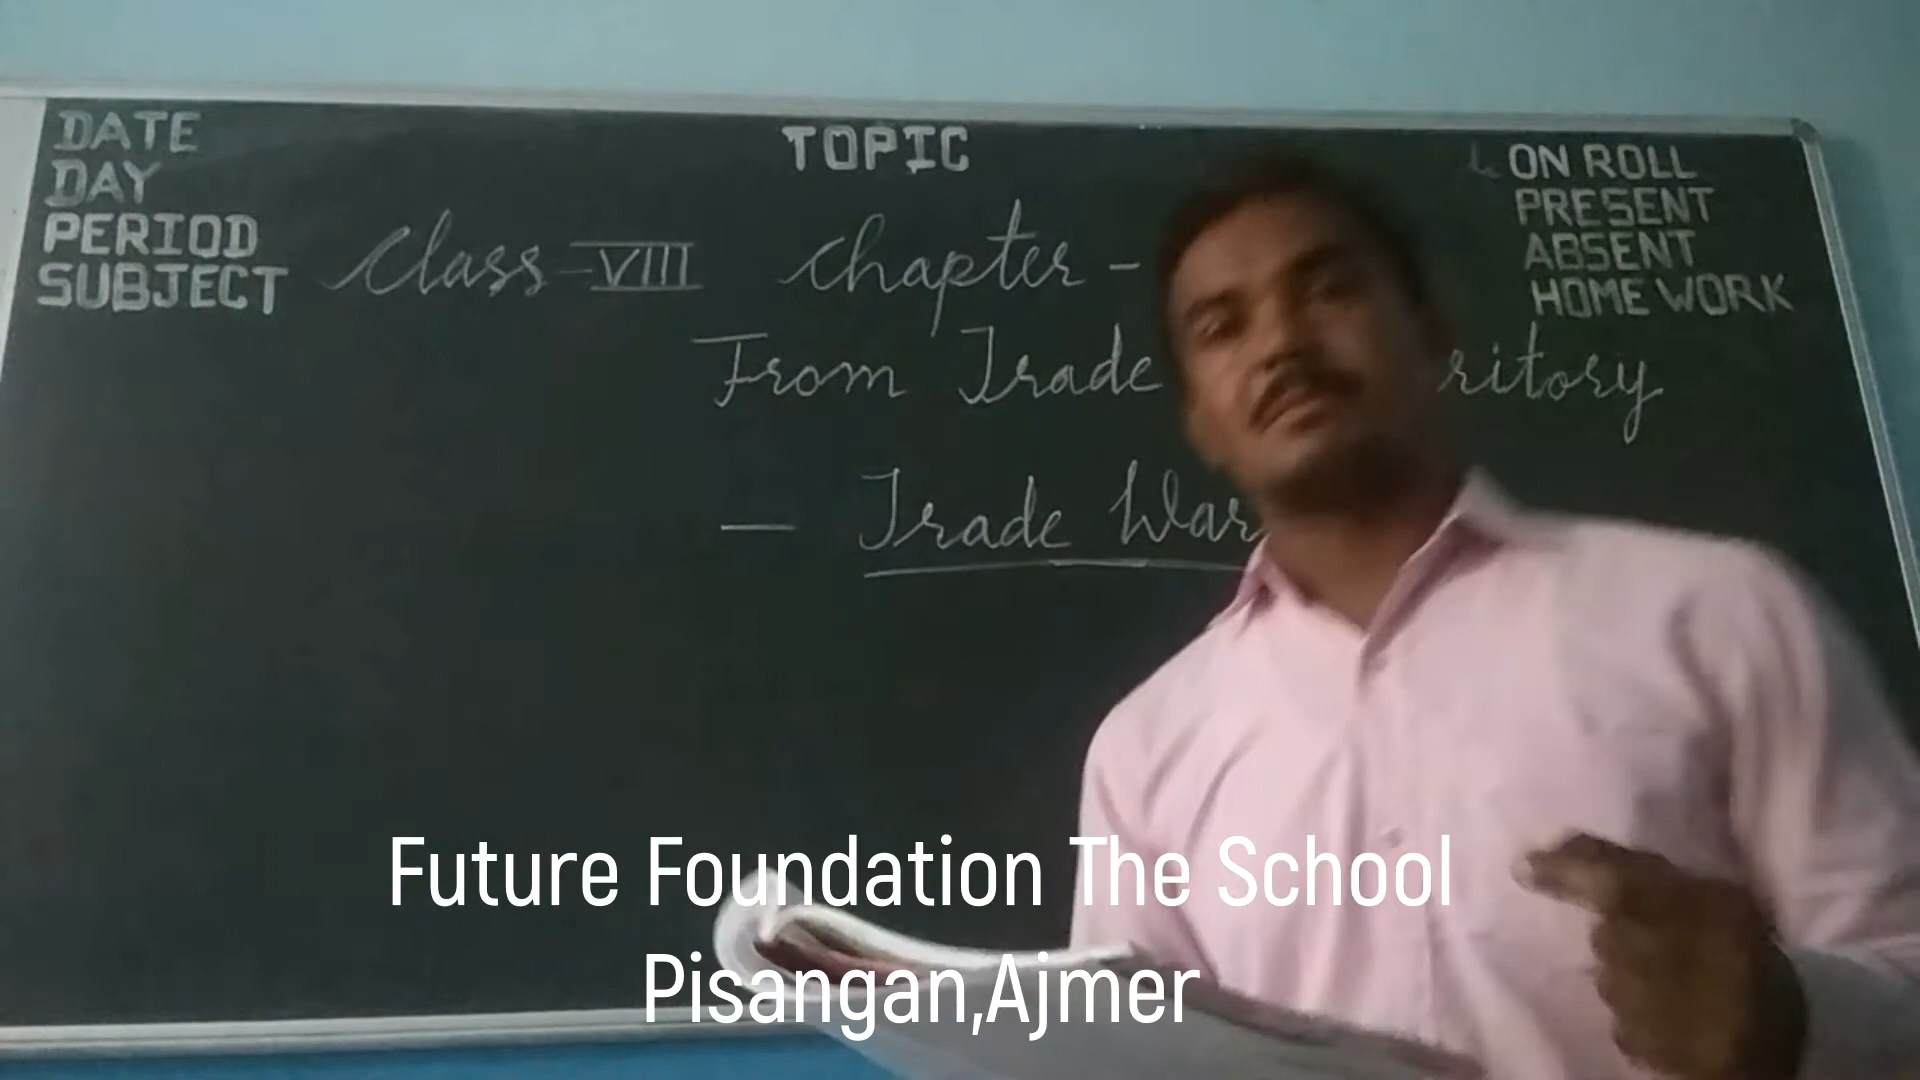 DATE
DAY
PERIOD
SUBJECT
TOPIC
ON ROLL
PRESENT
ABSENT
HOME WORK
Class - VIII Chapter -
From Trade ritory
— Trade War
Future Foundation The School
Pisangan,Ajmer